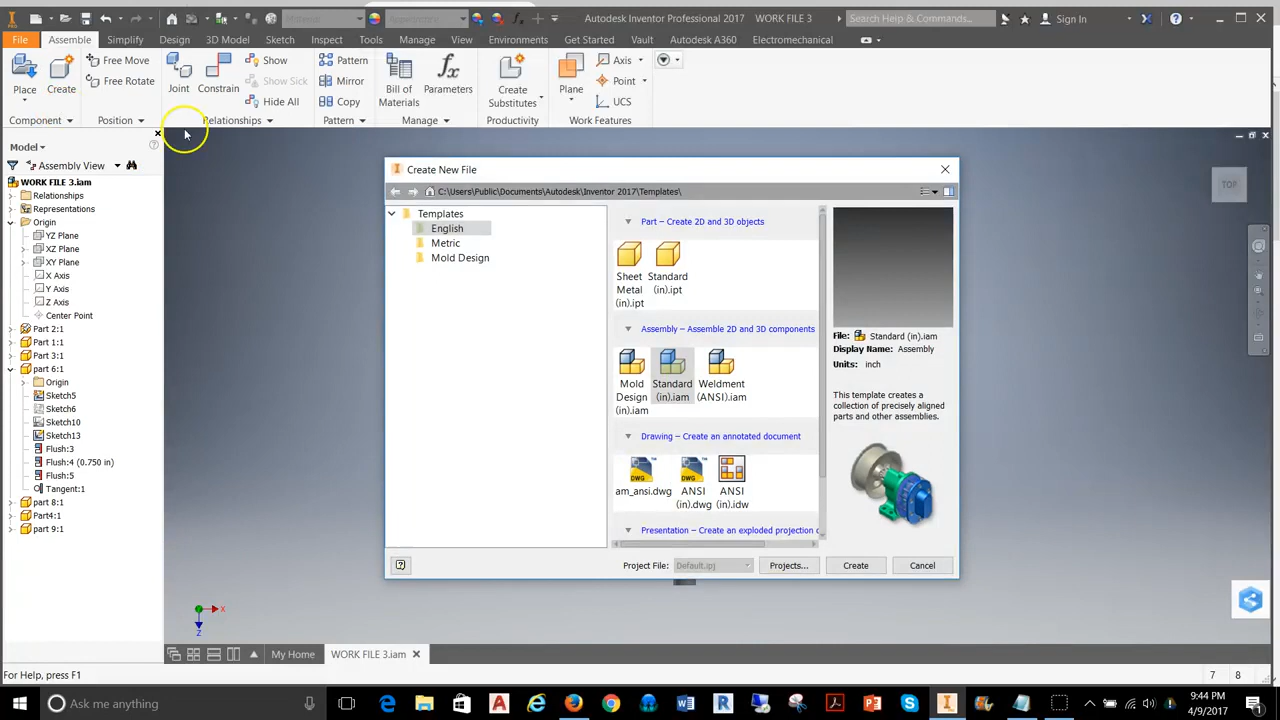 Material
Appearance
Autodesk Inventor Professional 2017 WORK FILE 3
Search Help & Commands...
Sign In
File Assemble Simplify Design 3D Model Sketch Inspect Tools Manage View Environments Get Started Vault Autodesk A360 Electromechanical
Place
Create
Free Move
Free Rotate
Joint
Constrain
Show
Show Sick
Hide All
Pattern
Mirror
Copy
Bill of
Materials
Parameters
Create
Substitutes
Plane
Axis
Point
UCS
Component Position Relationships Pattern Manage Productivity Work Features
Model
Assembly View
WORK FILE 3.iam
Relationships
Representations
Origin
YZ Plane
XZ Plane
XY Plane
X Axis
Y Axis
Z Axis
Center Point
Part 2:1
Part 1:1
Part 3:1
part 6:1
Origin
Sketch5
Sketch6
Sketch10
Sketch13
Flush:3
Flush:4 (0.750 in)
Flush:5
Tangent:1
part 8:1
Part4:1
part 9:1
TOP
Create New File
C:\Users\Public\Documents\Autodesk\Inventor 2017\Templates\
Templates
English
Metric
Mold Design
Part – Create 2D and 3D objects
Sheet
Metal
(in).ipt
Standard
(in).ipt
Assembly – Assemble 2D and 3D components
Mold
Design
(in).iam
Standard
(in).iam
Weldment
(ANSI).iam
Drawing – Create an annotated document
am_ansi.dwg
ANSI
(in).dwg
ANSI
(in).idw
Presentation – Create an exploded projection
File: Standard (in).iam
Display Name: Assembly
Units: inch
This template creates a
collection of precisely aligned
parts and other assemblies.
Project File: Default.ipj Projects... Create Cancel
X
Z
My Home WORK FILE 3.iam
For Help, press F1
7 8
Ask me anything
9:44 PM
4/9/2017